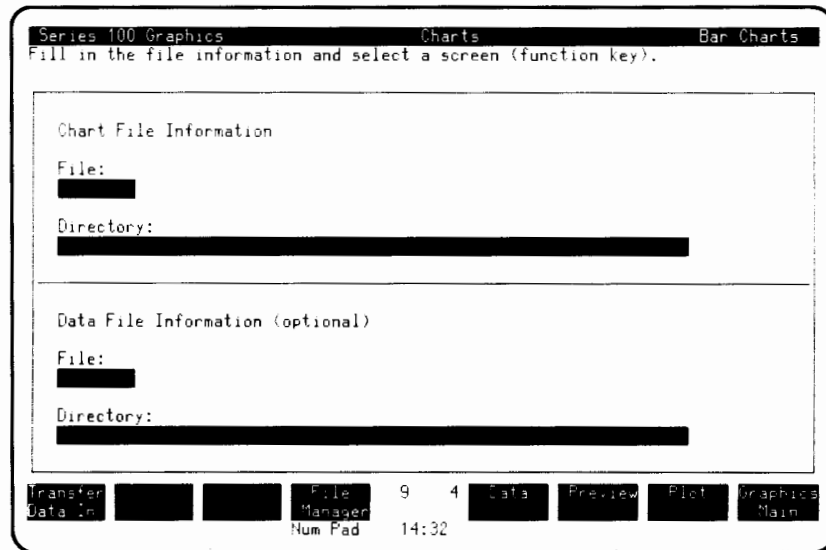 Series 100 Graphics Charts Bar Charts
Fill in the file information and select a screen (function key).
Chart File Information
File:
Directory:
Data File Information (optional)
File:
Directory:
Transfer Data In
File Manager
9 4
Data
Preview
Plot
Graphics Main
Num Pad 14:32